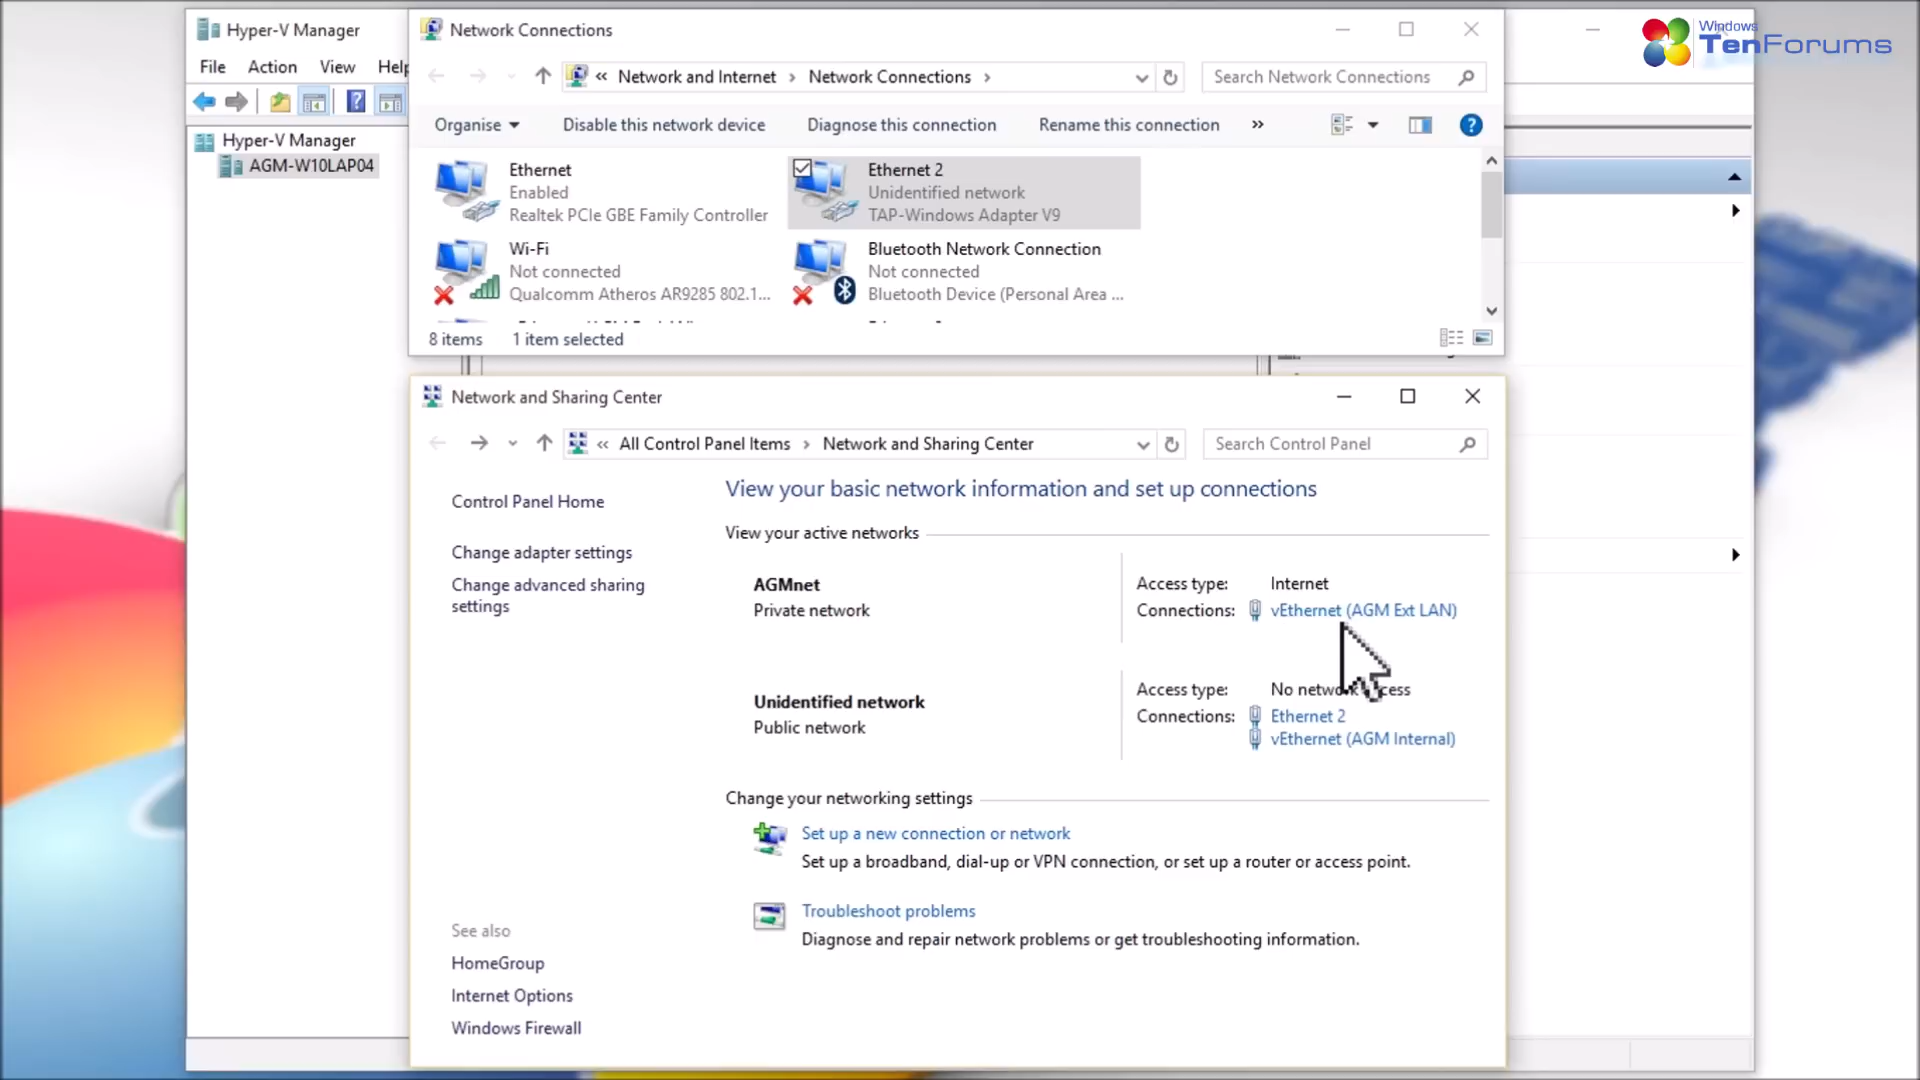 Hyper-V Manager
File Action View Help
Hyper-V Manager
AGM-W10LAP04
Network Connections
« Network and Internet › Network Connections ›
Search Network Connections
Organise
Disable this network device
Diagnose this connection
Rename this connection
»
Ethernet
Enabled
Realtek PCIe GBE Family Controller
Ethernet 2
Unidentified network
TAP-Windows Adapter V9
Wi-Fi
Not connected
Qualcomm Atheros AR9285 802.1...
Bluetooth Network Connection
Not connected
Bluetooth Device (Personal Area ...
8 items 1 item selected
Windows
TenForums
Network and Sharing Center
« All Control Panel Items › Network and Sharing Center
Search Control Panel
Control Panel Home
Change adapter settings
Change advanced sharing
settings
See also
HomeGroup
Internet Options
Windows Firewall
View your basic network information and set up connections
View your active networks
AGMnet
Private network
Access type: Internet
Connections: vEthernet (AGM Ext LAN)
Unidentified network
Public network
Access type: No network access
Connections: Ethernet 2
vEthernet (AGM Internal)
Change your networking settings
Set up a new connection or network
Set up a broadband, dial-up or VPN connection, or set up a router or access point.
Troubleshoot problems
Diagnose and repair network problems or get troubleshooting information.